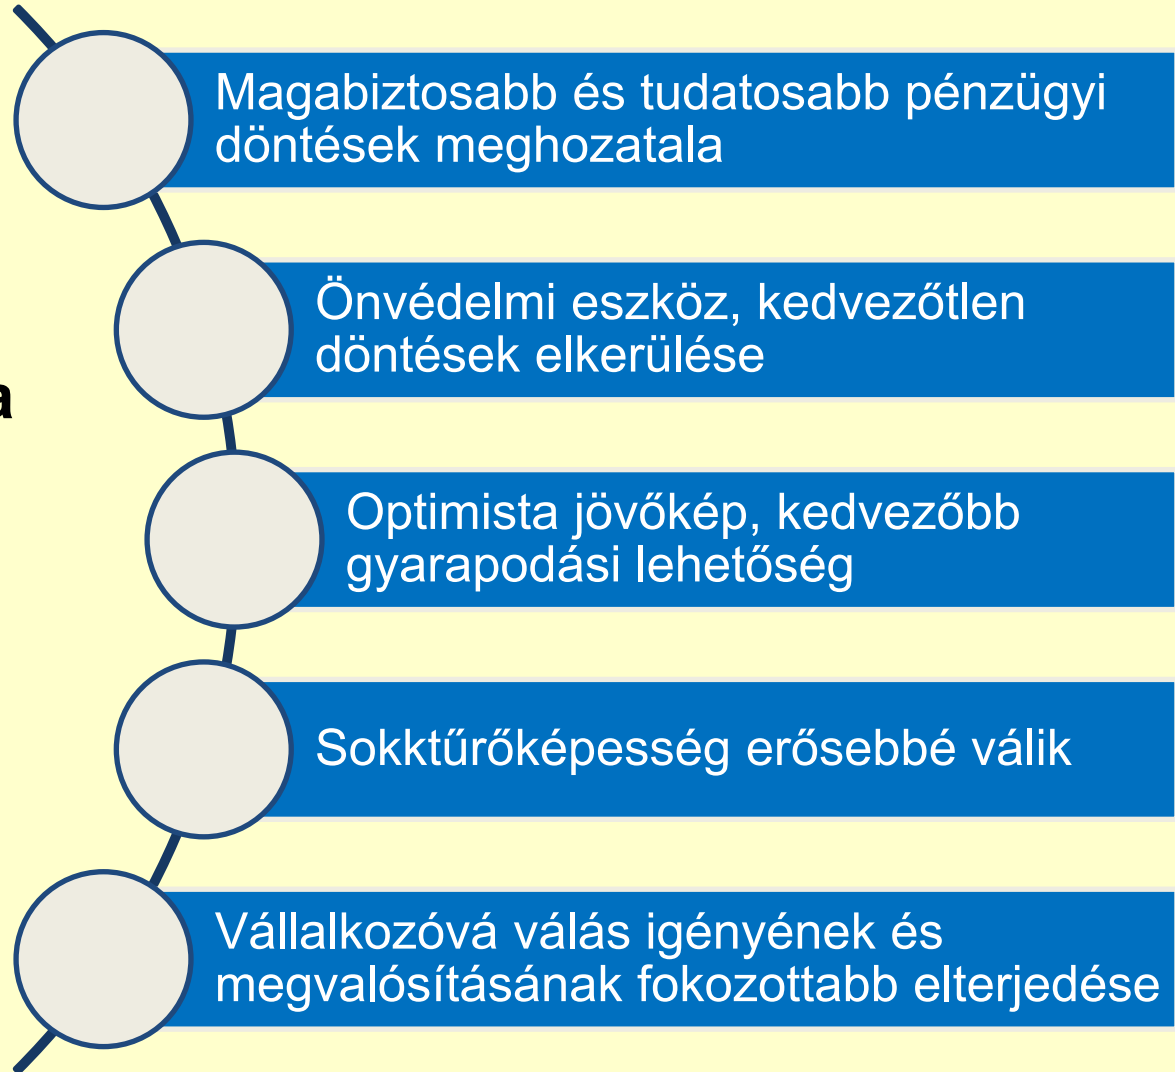 Magabiztosabb és tudatosabb pénzügyi
döntések meghozatala
Önvédelmi eszköz, kedvezőtlen
döntések elkerülése
a
Optimista jövőkép, kedvezőbb
gyarapodási lehetőség
Sokktűrőképesség erősebbé válik
Vállalkozóvá válás igényének és
megvalósításának fokozottabb elterjedése